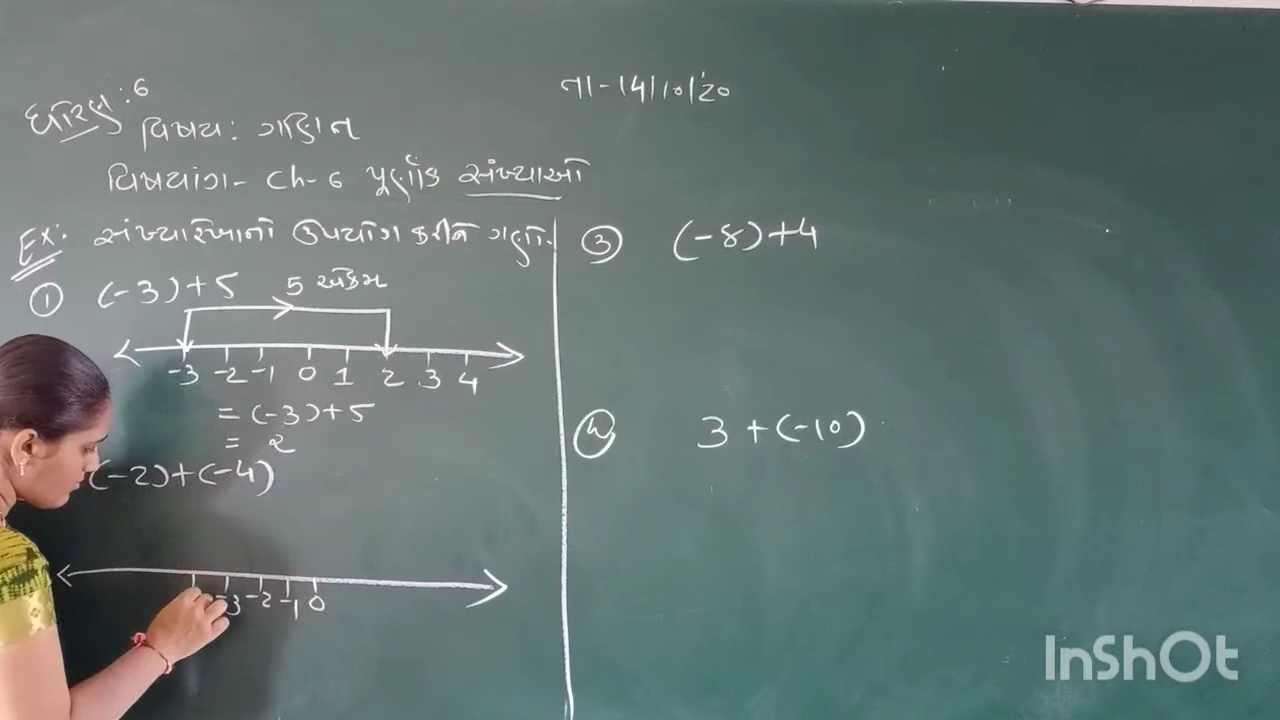 ધોરણ : 6
તા - 14/10/20
વિષય : ગણિત
વિષયાંગ - Ch-6 પૂર્ણાંક સંખ્યાઓ
Ex: સંખ્યારેખાનો ઉપયોગ કરીને ગણો.
① (-3)+5 5 એકમ
-3 -2 -1 0 1 2 3 4
= (-3)+5
= 2
(-2)+(-4)
-3 -2 -1 0
③ (-8)+4
3 +(-10)
InShOt